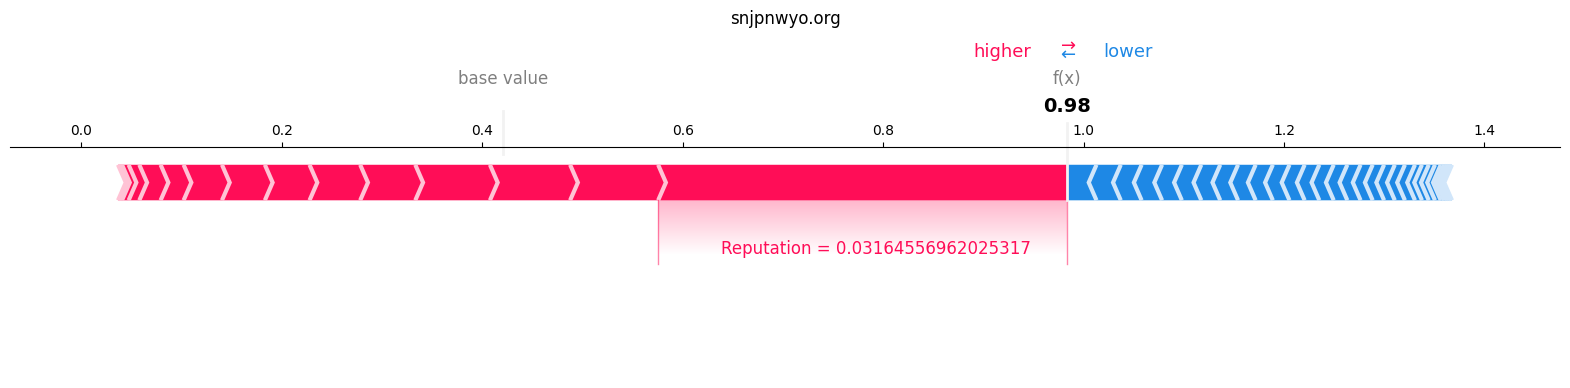 snjpnwyo.org
higher → ← lower
base value f(x)
0.98
0.0 0.2 0.4 0.6 0.8 1.0 1.2 1.4
Reputation = 0.03164556962025317